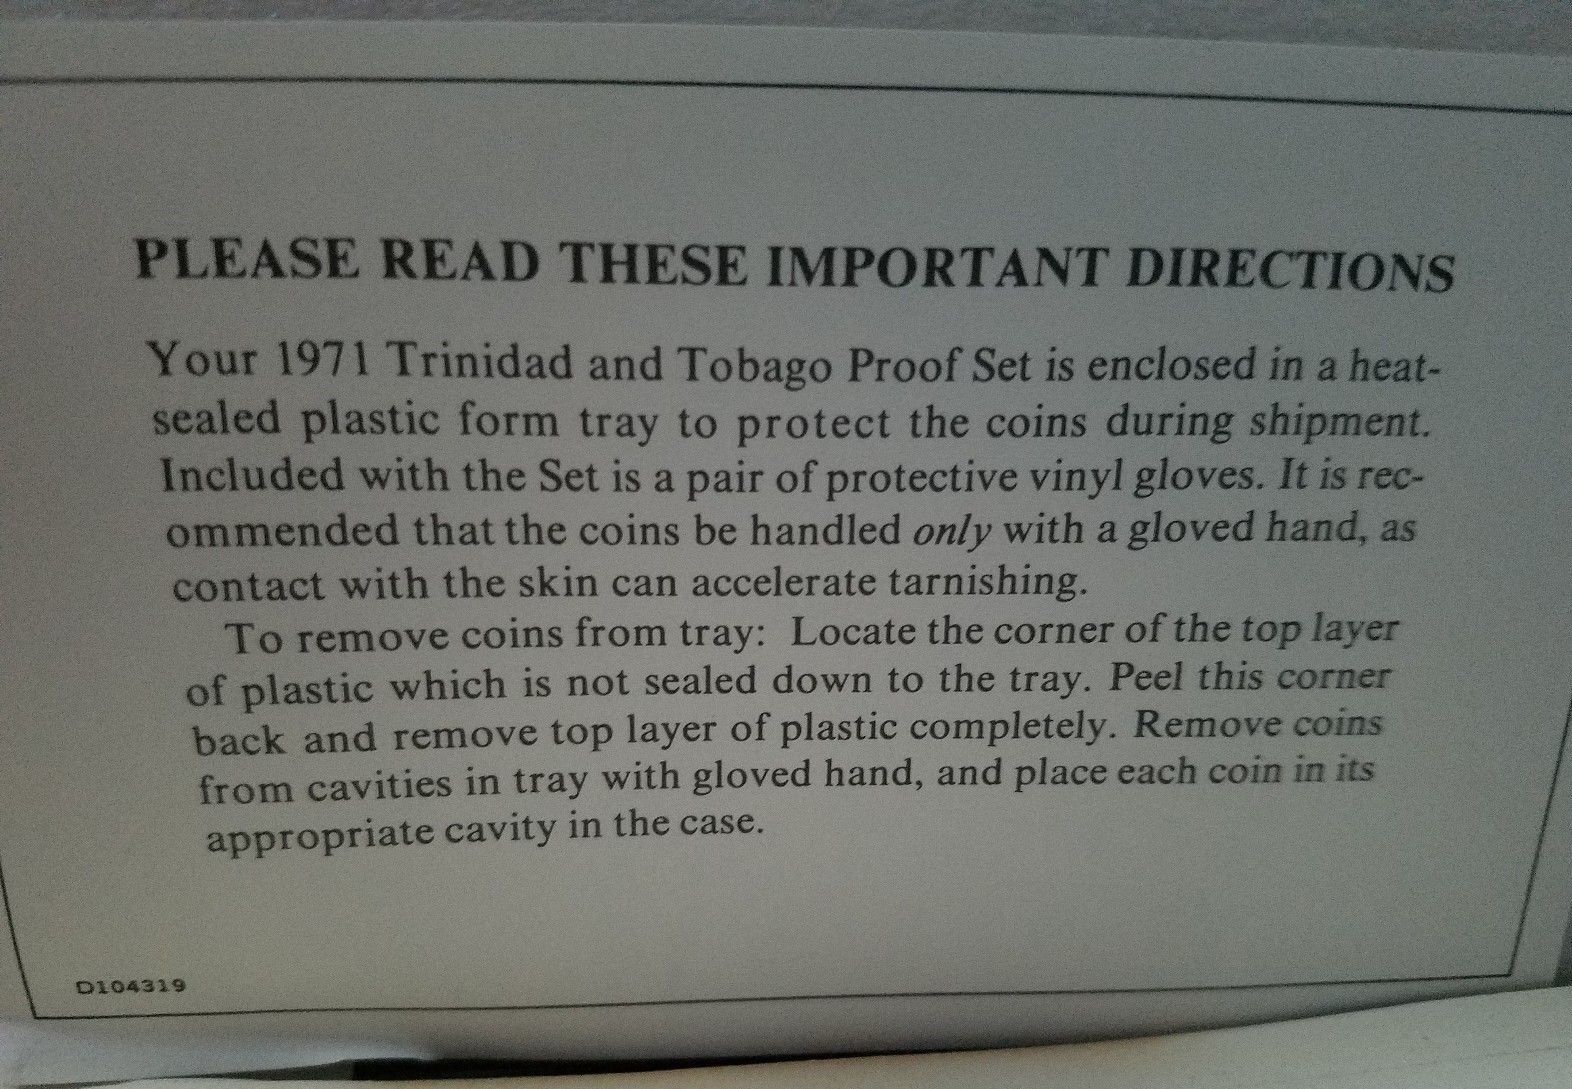 PLEASE READ THESE IMPORTANT DIRECTIONS
Your 1971 Trinidad and Tobago Proof Set is enclosed in a heat-
sealed plastic form tray to protect the coins during shipment.
Included with the Set is a pair of protective vinyl gloves. It is rec-
ommended that the coins be handled only with a gloved hand, as
contact with the skin can accelerate tarnishing.
To remove coins from tray: Locate the corner of the top layer
of plastic which is not sealed down to the tray. Peel this corner
back and remove top layer of plastic completely. Remove coins
from cavities in tray with gloved hand, and place each coin in its
appropriate cavity in the case.
D104319